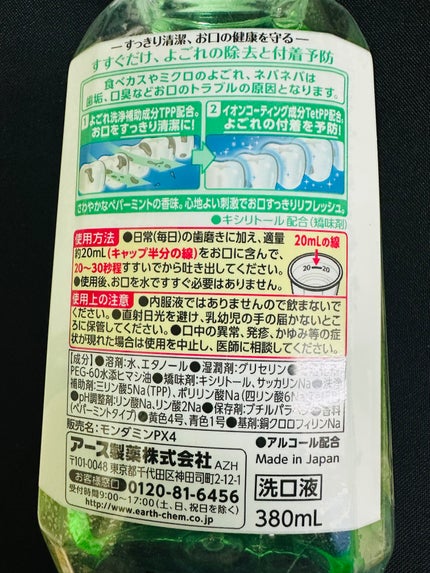 すっきり清潔、お口の健康を守る
すすぐだけ、よごれの除去と付着予防
食べカスやミクロのよごれ、ネバネバは
歯垢、口臭などお口のトラブルの原因となります。
1 よごれ洗浄補助成分TPP配合。
お口をすっきり清潔に!
2 イオンコーティング成分TetPP配合。
よごれの付着を予防!
さわやかなペパーミントの香味。心地よい刺激でお口すっきりリフレッシュ。
●キシリトール配合(矯味剤)
使用方法 ●日常(毎日)の歯磨きに加え、適量
約20mL(キャップ半分の線)をお口に含んで、
20〜30秒程すすいでから吐き出してください。
●使用後、お口を水ですすぐ必要はありません。
20mLの線
20 20
使用上の注意 ●内服液ではありませんので飲まないで
ください。●直射日光を避け、乳幼児の手の届かないとこ
ろに保管してください。●口中の異常、発疹、かゆみ等の症
状が現れた場合は使用を中止し、医師に相談してください。
【成分】●溶剤:水、エタノール ●湿潤剤:グリセリン
PEG-60水添ヒマシ油 ●矯味剤:キシリトール、サッカリンNa ●洗浄
補助剤:ミリン酸5Na(TPP)、ポリリン酸Na(四リン酸6Na
●pH調整剤:リン酸Na、リン酸2Na ●保存剤:ブチルパラベン ●香料
(ペパーミントタイプ) ●黄色4号、青色1号 ●基剤:銅クロロフィリンNa
販売名:モンダミンPX4
アース製薬株式会社 AZH
〒101-0048 東京都千代田区神田司町2-12-1
お客様窓口 0120-81-6456
受付時間9:00〜17:00(土、日、祝日を除く)
http://www.earth-chem.co.jp
●アルコール配合
Made in Japan
洗口液
380mL